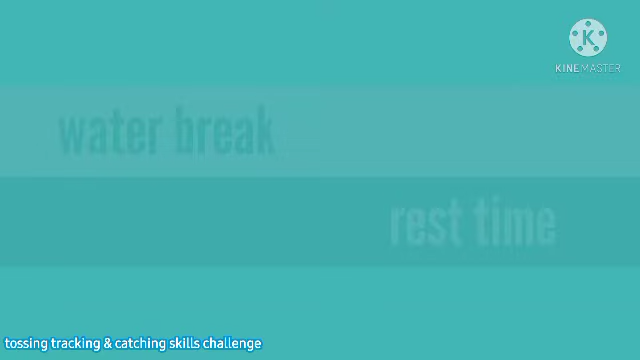 KINEMASTER
water break
rest time
tossing tracking & catching skills challenge